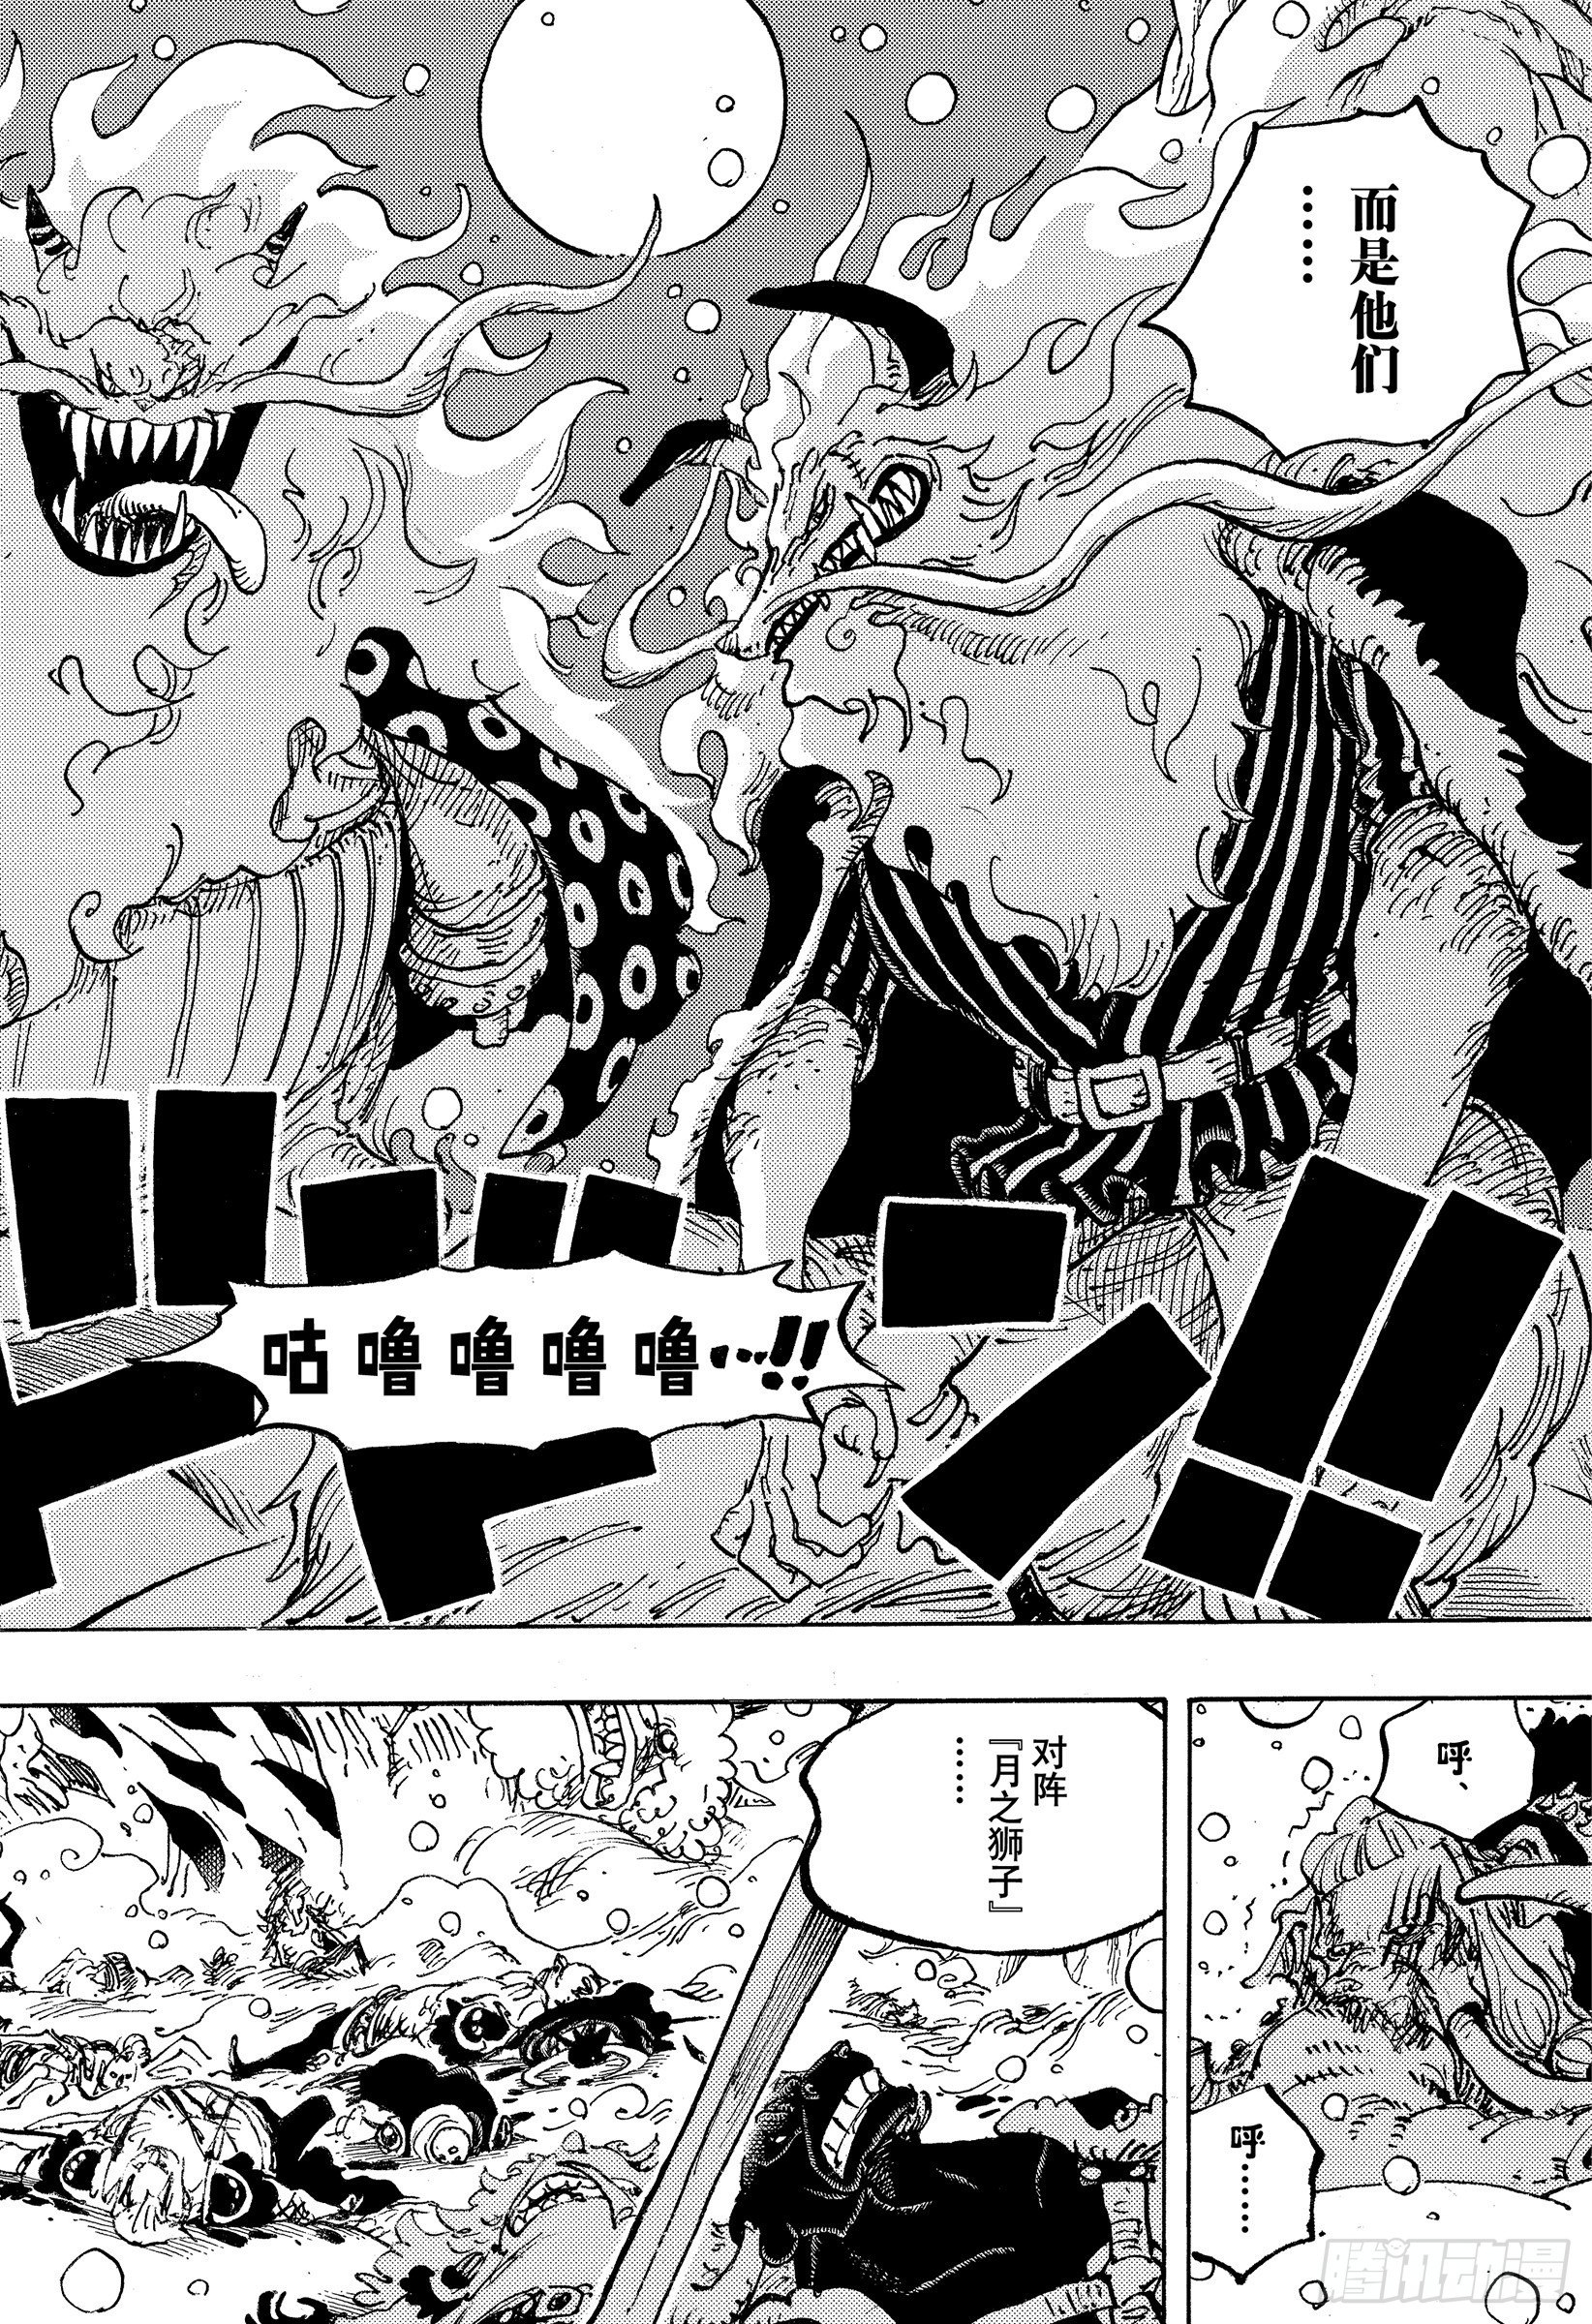 而是他们
……
咕噜噜噜噜…!!
呼、
呼……
对阵
『月之狮子』
……
腾讯动漫